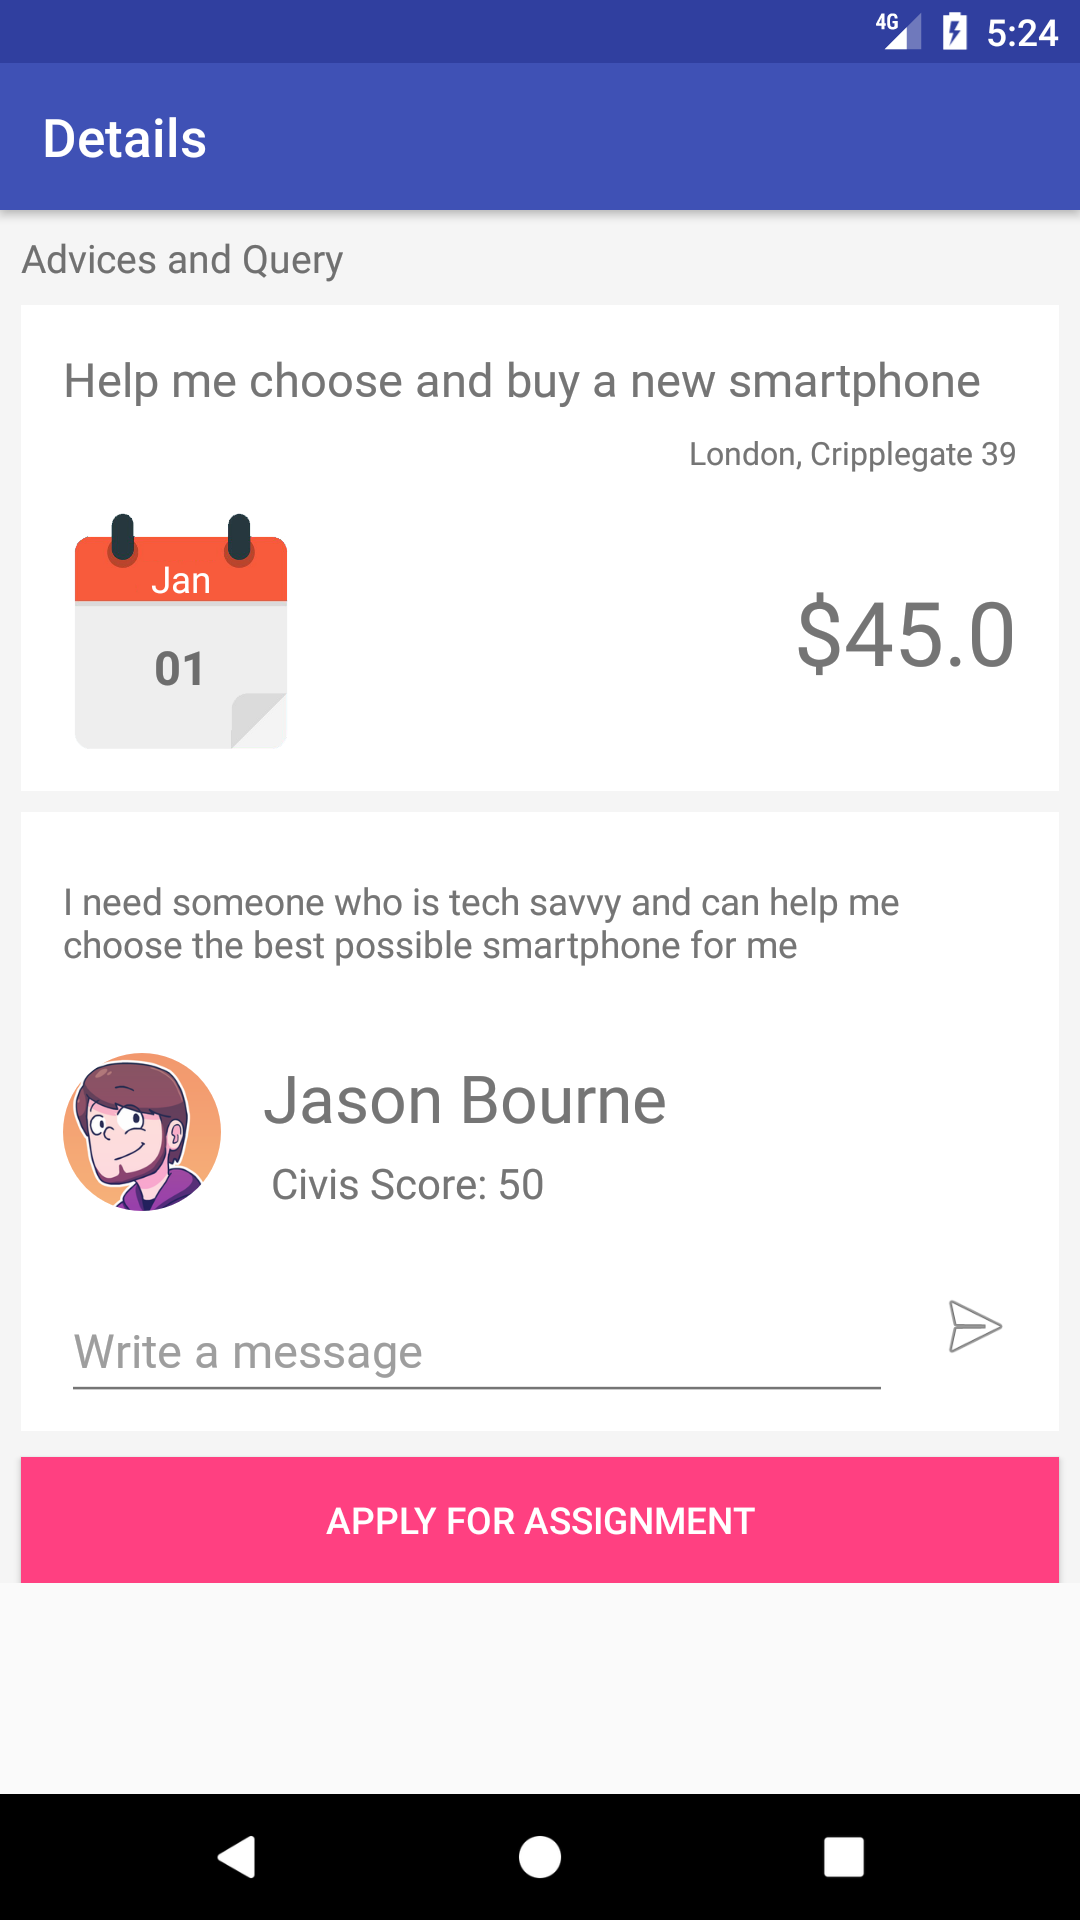 4G 5:24
Details
Advices and Query
Help me choose and buy a new smartphone
London, Cripplegate 39
Jan
01
$45.0
I need someone who is tech savvy and can help me
choose the best possible smartphone for me
Jason Bourne
Civis Score: 50
Write a message
APPLY FOR ASSIGNMENT